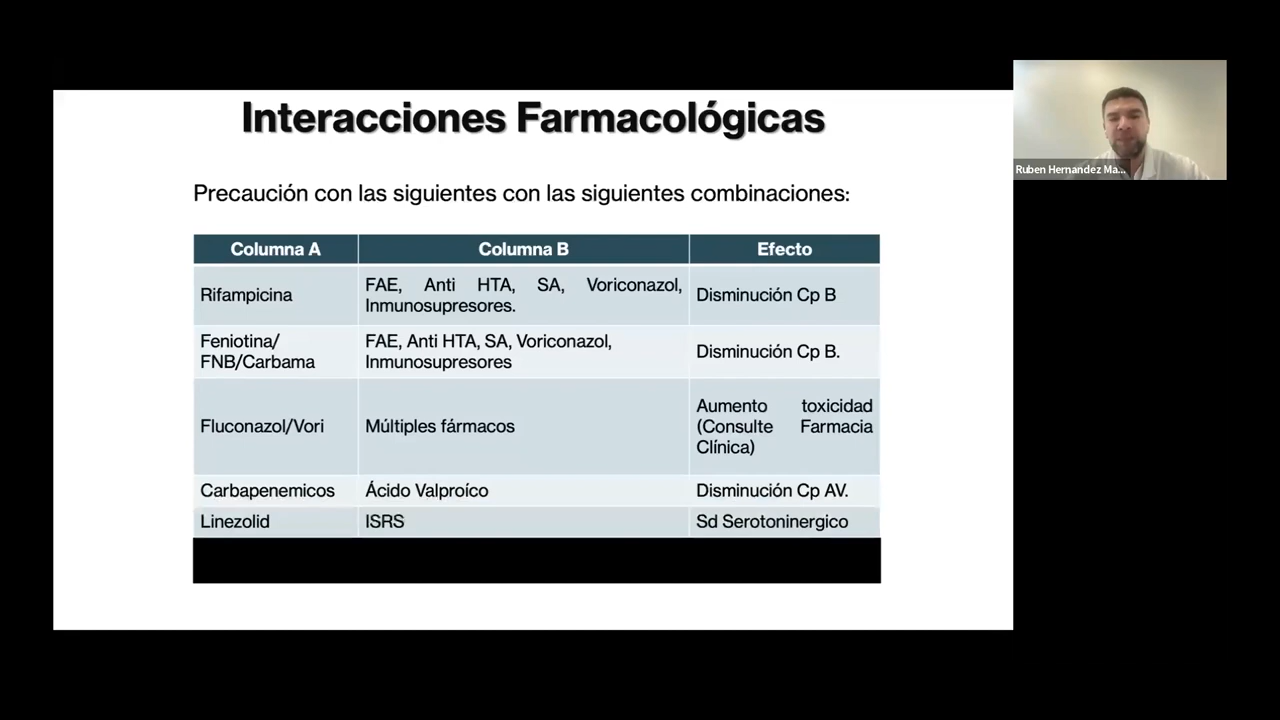 Interacciones Farmacológicas
Ruben Hernandez Ma...
Precaución con las siguientes con las siguientes combinaciones:
Columna A Columna B Efecto
Rifampicina
FAE, Anti HTA, SA, Voriconazol,
Inmunosupresores.
Disminución Cp B
Feniotina/
FNB/Carbama
FAE, Anti HTA, SA, Voriconazol,
Inmunosupresores
Disminución Cp B.
Fluconazol/Vori
Múltiples fármacos
Aumento toxicidad
(Consulte Farmacia
Clínica)
Carbapenemicos Ácido Valproíco Disminución Cp AV.
Linezolid ISRS Sd Serotoninergico